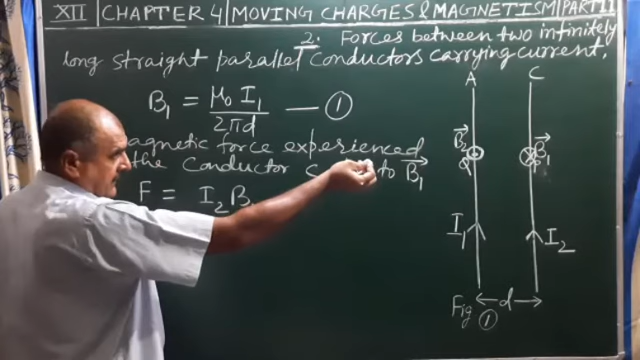 XII CHAPTER 4 MOVING CHARGES & MAGNETISM PART 11
2. Forces between two infinitely
long straight parallel conductors carrying current.
B₁ = μ₀ I₁ / 2πd — ①
magnetic force experienced
the Conductor C to B₁
F = I₂ B
A C
B₂ B₁
Q P
I₁ I₂
Fig ① d